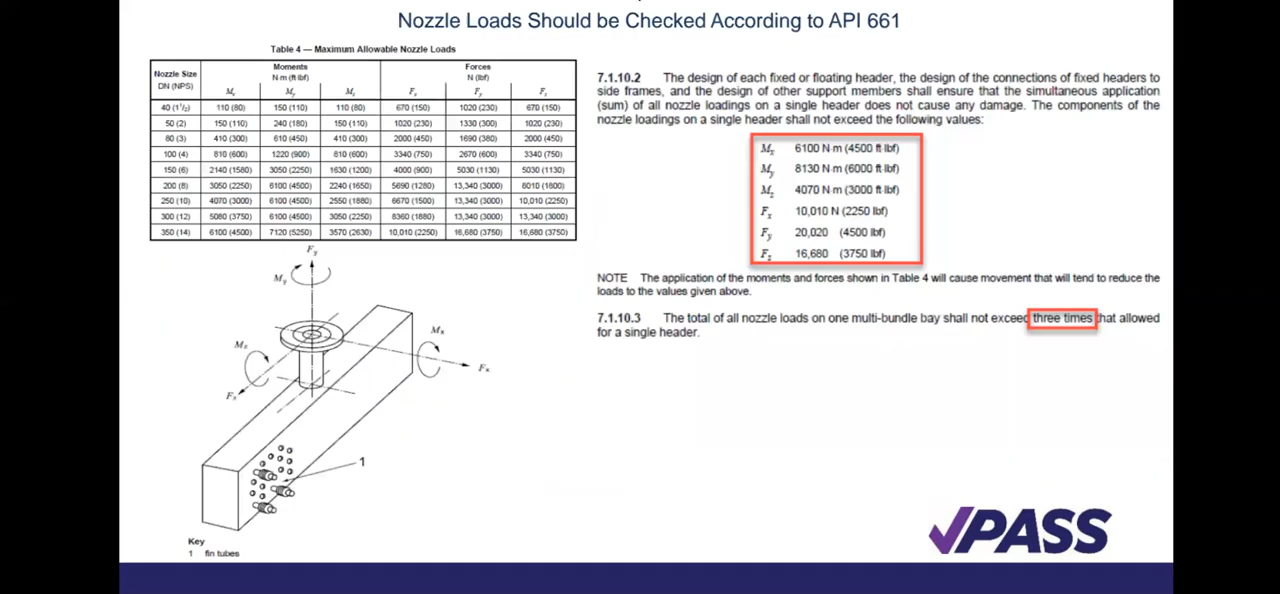 Nozzle Loads Should be Checked According to API 661
Table 4 — Maximum Allowable Nozzle Loads
Nozzle Size
DN (NPS)
Moments
N·m (ft·lbf)
Forces
N (lbf)
Mx My Mz Fx Fy Fz
40 (1 1/2) 110 (80) 150 (110) 110 (80) 670 (150) 1020 (230) 670 (150)
50 (2) 150 (110) 240 (180) 150 (110) 1020 (230) 1330 (300) 1020 (230)
80 (3) 410 (300) 610 (450) 410 (300) 2000 (450) 1690 (380) 2000 (450)
100 (4) 810 (600) 1220 (900) 810 (600) 3340 (750) 2670 (600) 3340 (750)
150 (6) 2140 (1580) 3050 (2250) 1630 (1200) 4000 (900) 5030 (1130) 5030 (1130)
200 (8) 3050 (2250) 6100 (4500) 2240 (1650) 5690 (1280) 13,340 (3000) 8010 (1800)
250 (10) 4070 (3000) 6100 (4500) 2550 (1880) 6670 (1500) 13,340 (3000) 10,010 (2250)
300 (12) 5080 (3750) 6100 (4500) 3050 (2250) 8360 (1880) 13,340 (3000) 13,340 (3000)
350 (14) 6100 (4500) 7120 (5250) 3570 (2630) 10,010 (2250) 16,680 (3750) 16,680 (3750)
Fy
My
Mx
Mz
Fx
Fz
1
Key
1 fin tubes
7.1.10.2 The design of each fixed or floating header, the design of the connections of fixed headers to
side frames, and the design of other support members shall ensure that the simultaneous application
(sum) of all nozzle loadings on a single header does not cause any damage. The components of the
nozzle loadings on a single header shall not exceed the following values:
Mx 6100 N·m (4500 ft·lbf)
My 8130 N·m (6000 ft·lbf)
Mz 4070 N·m (3000 ft·lbf)
Fx 10,010 N (2250 lbf)
Fy 20,020 (4500 lbf)
Fz 16,680 (3750 lbf)
NOTE The application of the moments and forces shown in Table 4 will cause movement that will tend to reduce the
loads to the values given above.
7.1.10.3 The total of all nozzle loads on one multi-bundle bay shall not exceed three times that allowed
for a single header.
PASS